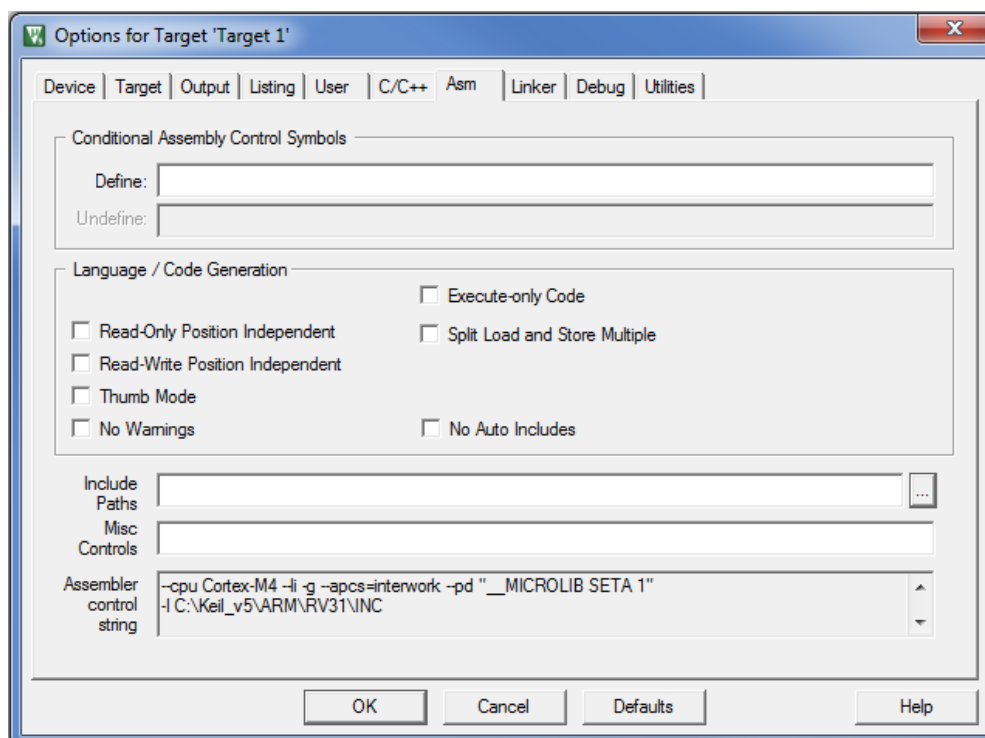 Options for Target 'Target 1'
Device Target Output Listing User C/C++ Asm Linker Debug Utilities
Conditional Assembly Control Symbols
Define:
Undefine:
Language / Code Generation
Execute-only Code
Read-Only Position Independent
Split Load and Store Multiple
Read-Write Position Independent
Thumb Mode
No Warnings
No Auto Includes
Include
Paths
...
Misc
Controls
Assembler
control
string
--cpu Cortex-M4 --li -g --apcs=interwork --pd "__MICROLIB SETA 1"
-I C:\Keil_v5\ARM\RV31\INC
OK Cancel Defaults Help